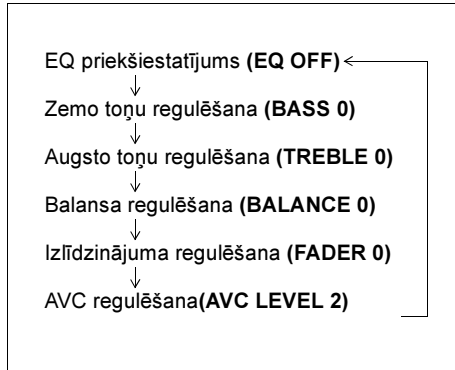 EQ priekšiestatījums (EQ OFF)
Zemo toņu regulēšana (BASS 0)
Augsto toņu regulēšana (TREBLE 0)
Balansa regulēšana (BALANCE 0)
Izlīdzinājuma regulēšana (FADER 0)
AVC regulēšana(AVC LEVEL 2)